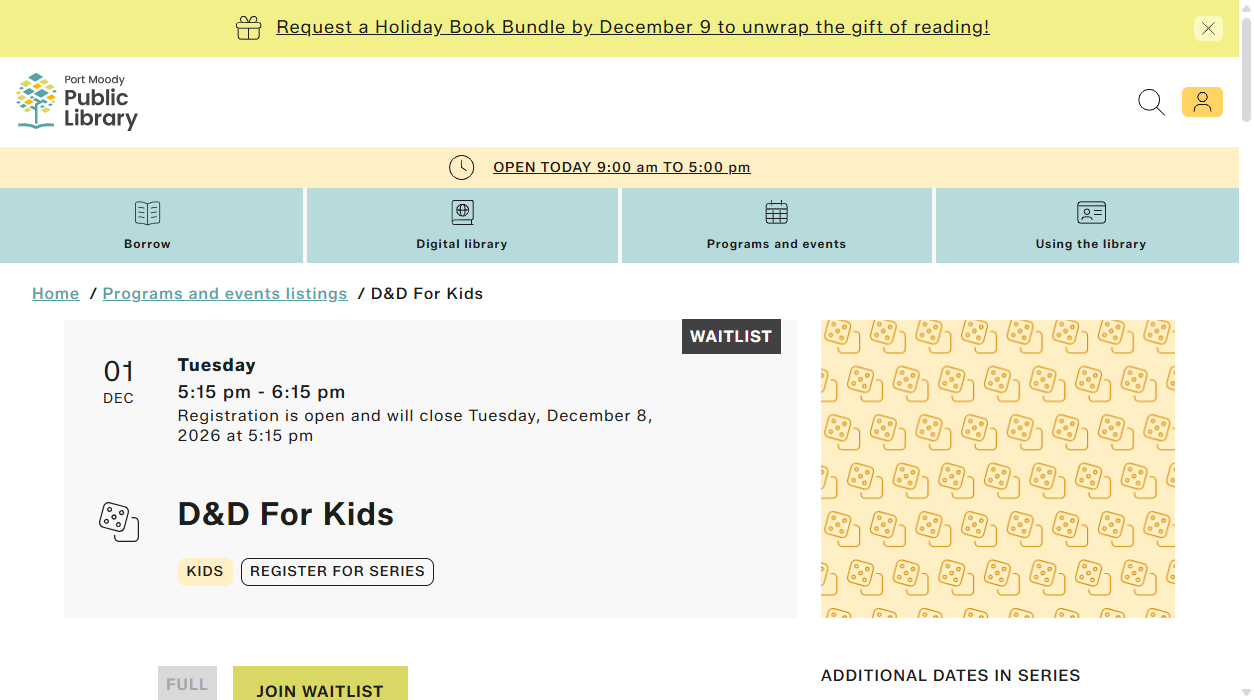 Request a Holiday Book Bundle by December 9 to unwrap the gift of reading!
Port Moody
Public
Library
OPEN TODAY 9:00 am TO 5:00 pm
Borrow
Digital library
Programs and events
Using the library
Home / Programs and events listings / D&D For Kids
WAITLIST
01
DEC
Tuesday
5:15 pm - 6:15 pm
Registration is open and will close Tuesday, December 8,
2026 at 5:15 pm
D&D For Kids
KIDS
REGISTER FOR SERIES
FULL
JOIN WAITLIST
ADDITIONAL DATES IN SERIES